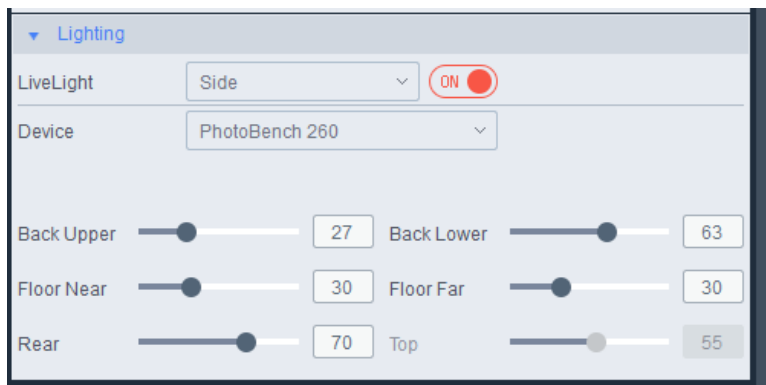 Lighting
LiveLight Side ON
Device PhotoBench 260
Back Upper 27 Back Lower 63
Floor Near 30 Floor Far 30
Rear 70 Top 55